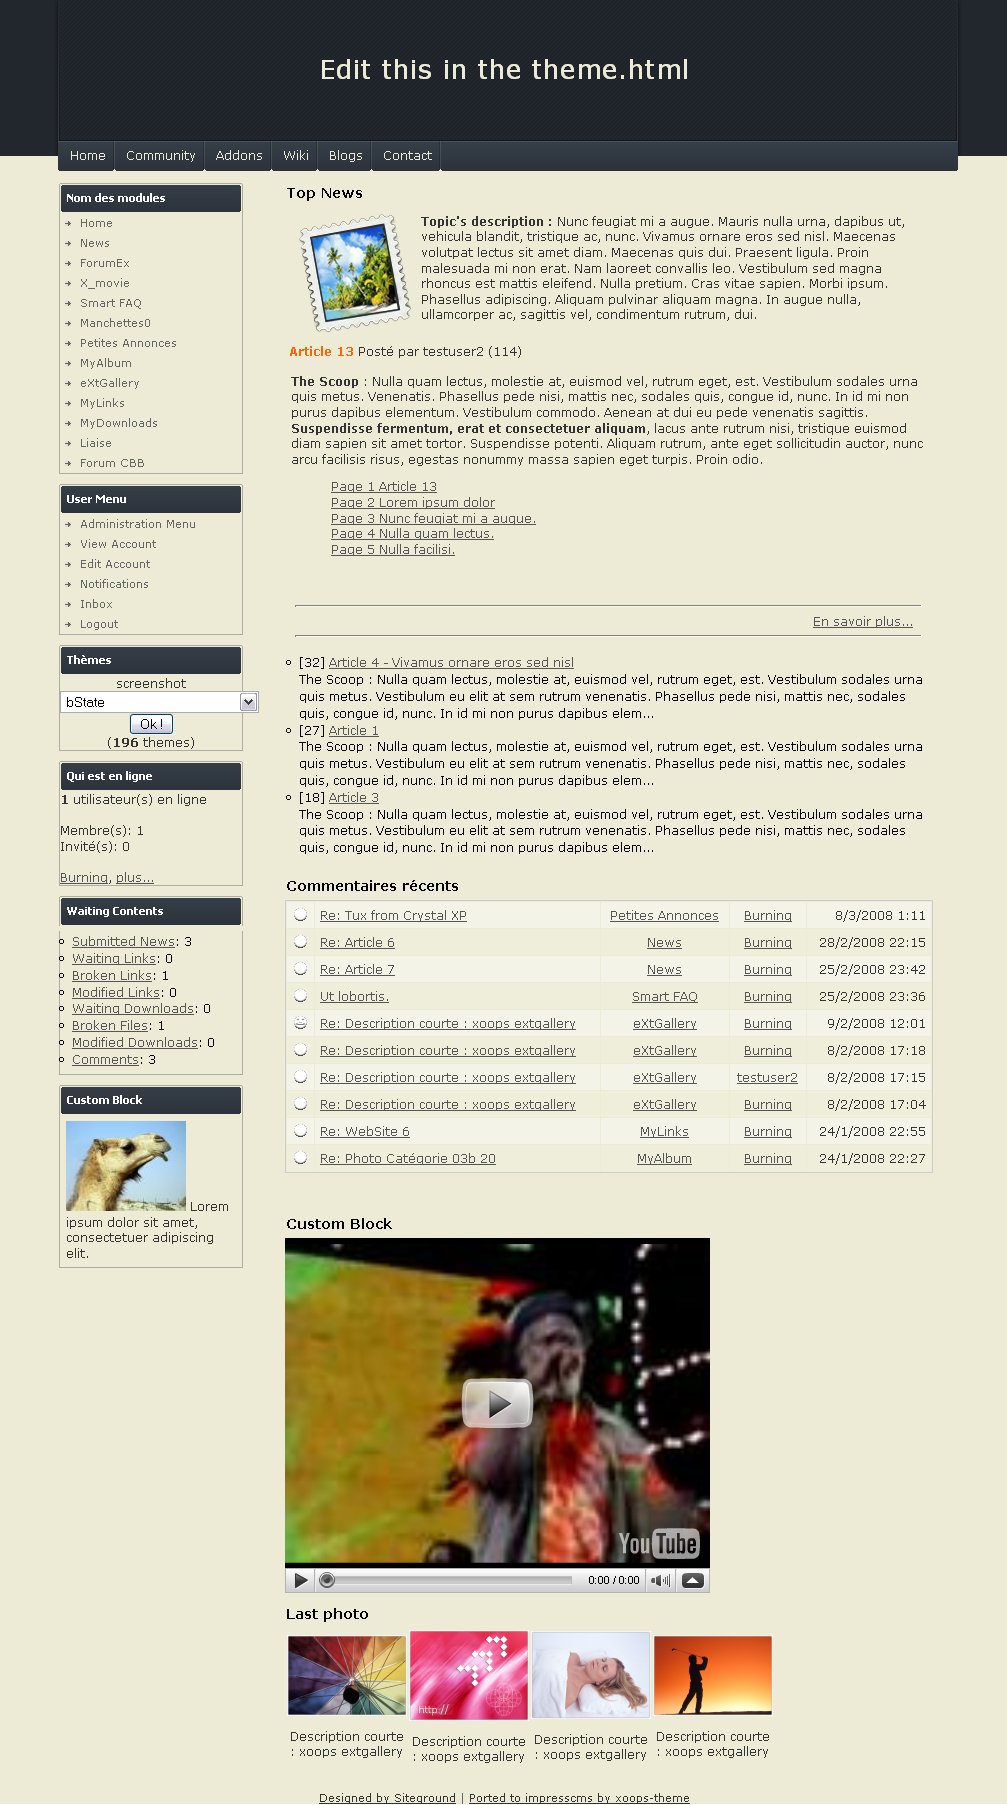 Edit this in the theme.html
Home Community Addons Wiki Blogs Contact
Nom des modules
Home
News
ForumEx
X_movie
Smart FAQ
Manchettes0
Petites Annonces
MyAlbum
eXtGallery
MyLinks
MyDownloads
Liaise
Forum CBB
User Menu
Administration Menu
View Account
Edit Account
Notifications
Inbox
Logout
Thèmes
screenshot
bState
Ok!
(196 themes)
Qui est en ligne
1 utilisateur(s) en ligne
Membre(s): 1
Invité(s): 0
Burning, plus...
Waiting Contents
Submitted News: 3
Waiting Links: 0
Broken Links: 1
Modified Links: 0
Waiting Downloads: 0
Broken Files: 1
Modified Downloads: 0
Comments: 3
Custom Block
Lorem
ipsum dolor sit amet,
consectetuer adipiscing
elit.
Top News
Topic's description : Nunc feugiat mi a augue. Mauris nulla urna, dapibus ut,
vehicula blandit, tristique ac, nunc. Vivamus ornare eros sed nisl. Maecenas
volutpat lectus sit amet diam. Maecenas quis dui. Praesent ligula. Proin
malesuada mi non erat. Nam laoreet convallis leo. Vestibulum sed magna
rhoncus est mattis eleifend. Nulla pretium. Cras vitae sapien. Morbi ipsum.
Phasellus adipiscing. Aliquam pulvinar aliquam magna. In augue nulla,
ullamcorper ac, sagittis vel, condimentum rutrum, dui.
Article 13 Posté par testuser2 (114)
The Scoop : Nulla quam lectus, molestie at, euismod vel, rutrum eget, est. Vestibulum sodales urna
quis metus. Venenatis. Phasellus pede nisi, mattis nec, sodales quis, congue id, nunc. In id mi non
purus dapibus elementum. Vestibulum commodo. Aenean at dui eu pede venenatis sagittis.
Suspendisse fermentum, erat et consectetuer aliquam, lacus ante rutrum nisi, tristique euismod
diam sapien sit amet tortor. Suspendisse potenti. Aliquam rutrum, ante eget sollicitudin auctor, nunc
arcu facilisis risus, egestas nonummy massa sapien eget turpis. Proin odio.
Page 1 Article 13
Page 2 Lorem ipsum dolor
Page 3 Nunc feugiat mi a augue.
Page 4 Nulla quam lectus.
Page 5 Nulla facilisi.
En savoir plus...
[32] Article 4 - Vivamus ornare eros sed nisl
The Scoop : Nulla quam lectus, molestie at, euismod vel, rutrum eget, est. Vestibulum sodales urna
quis metus. Vestibulum eu elit at sem rutrum venenatis. Phasellus pede nisi, mattis nec, sodales
quis, congue id, nunc. In id mi non purus dapibus elem...
[27] Article 1
The Scoop : Nulla quam lectus, molestie at, euismod vel, rutrum eget, est. Vestibulum sodales urna
quis metus. Vestibulum eu elit at sem rutrum venenatis. Phasellus pede nisi, mattis nec, sodales
quis, congue id, nunc. In id mi non purus dapibus elem...
[18] Article 3
The Scoop : Nulla quam lectus, molestie at, euismod vel, rutrum eget, est. Vestibulum sodales urna
quis metus. Vestibulum eu elit at sem rutrum venenatis. Phasellus pede nisi, mattis nec, sodales
quis, congue id, nunc. In id mi non purus dapibus elem...
Commentaires récents
Re: Tux from Crystal XP Petites Annonces Burning 8/3/2008 1:11
Re: Article 6 News Burning 28/2/2008 22:15
Re: Article 7 News Burning 25/2/2008 23:42
Ut lobortis. Smart FAQ Burning 25/2/2008 23:36
Re: Description courte : xoops extgallery eXtGallery Burning 9/2/2008 12:01
Re: Description courte : xoops extgallery eXtGallery Burning 8/2/2008 17:18
Re: Description courte : xoops extgallery eXtGallery testuser2 8/2/2008 17:15
Re: Description courte : xoops extgallery eXtGallery Burning 8/2/2008 17:04
Re: WebSite 6 MyLinks Burning 24/1/2008 22:55
Re: Photo Catégorie 03b 20 MyAlbum Burning 24/1/2008 22:27
Custom Block
YouTube
0:00 / 0:00
Last photo
http://
Description courte
: xoops extgallery
Description courte
: xoops extgallery
Description courte
: xoops extgallery
Description courte
: xoops extgallery
Designed by Siteground | Ported to impresscms by xoops-theme